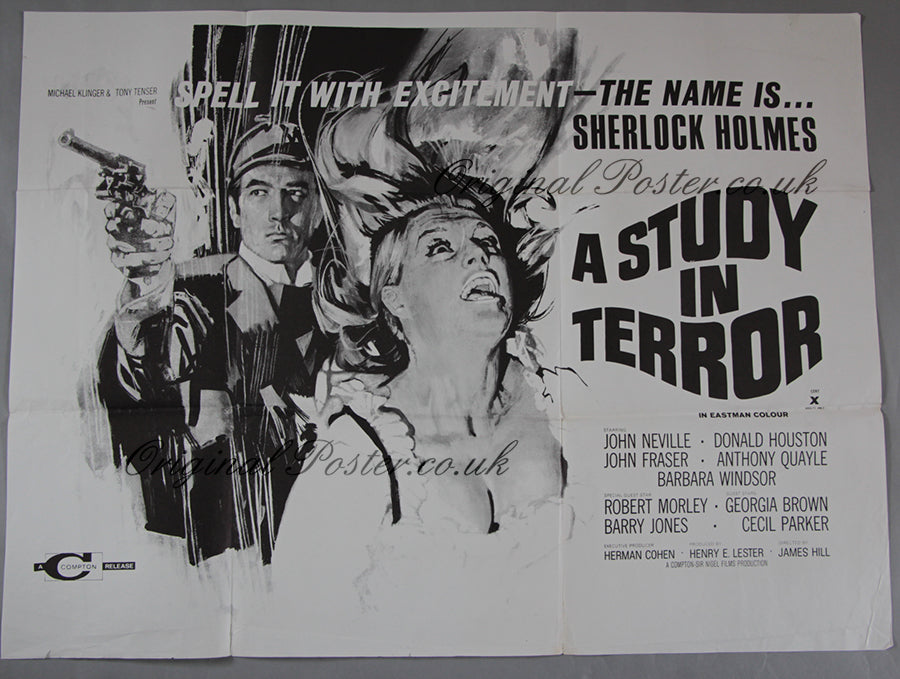 MICHAEL KLINGER & TONY TENSER
Present
SPELL IT WITH EXCITEMENT—THE NAME IS...
SHERLOCK HOLMES
Original Poster.co.uk
A STUDY
IN
TERROR
CERT
X
IN EASTMAN COLOUR
STARRING
JOHN NEVILLE · DONALD HOUSTON
JOHN FRASER · ANTHONY QUAYLE
BARBARA WINDSOR
SPECIAL GUEST STAR GUEST STARS
ROBERT MORLEY · GEORGIA BROWN
BARRY JONES · CECIL PARKER
EXECUTIVE PRODUCER PRODUCED BY DIRECTED BY
HERMAN COHEN · HENRY E. LESTER · JAMES HILL
A COMPTON-SIR NIGEL FILMS PRODUCTION
Original Poster.co.uk
A C COMPTON RELEASE